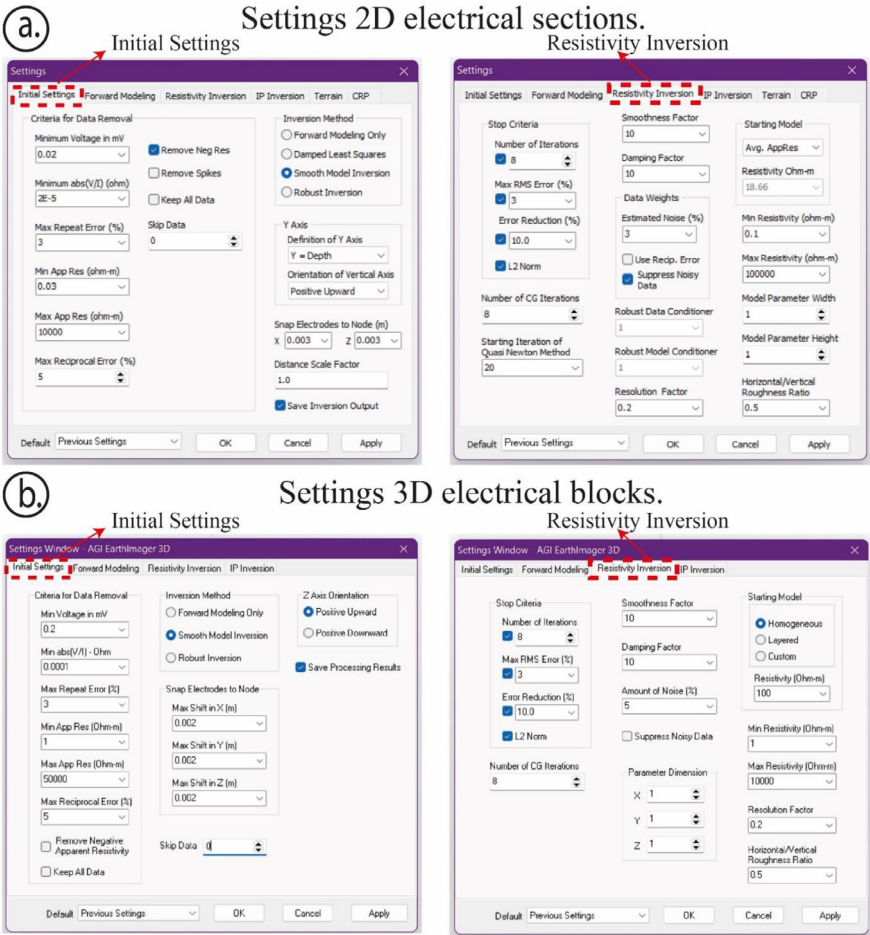 a.
Settings 2D electrical sections.
Initial Settings
Resistivity Inversion
Settings
Initial Settings Forward Modeling Resistivity Inversion IP Inversion Terrain CRP
Criteria for Data Removal
Minimum Voltage in mV
0.02
Minimum abs(V/I) (ohm)
2E-5
Max Repeat Error (%)
3
Min App Res (ohm-m)
0.03
Max App Res (ohm-m)
10000
Max Reciprocal Error (%)
5
Remove Neg Res
Remove Spikes
Keep All Data
Skip Data
0
Inversion Method
Forward Modeling Only
Damped Least Squares
Smooth Model Inversion
Robust Inversion
Y Axis
Definition of Y Axis
Y = Depth
Orientation of Vertical Axis
Positive Upward
Snap Electrodes to Node (m)
X 0.003 Z 0.003
Distance Scale Factor
1.0
Save Inversion Output
Default Previous Settings OK Cancel Apply
Settings
Initial Settings Forward Modeling Resistivity Inversion IP Inversion Terrain CRP
Stop Criteria
Number of Iterations
8
Max RMS Error (%)
3
Error Reduction (%)
10.0
L2 Norm
Number of CG Iterations
8
Starting Iteration of
Quasi Newton Method
20
Smoothness Factor
10
Damping Factor
10
Data Weights
Estimated Noise (%)
3
Use Recip. Error
Suppress Noisy
Data
Robust Data Conditioner
1
Robust Model Conditioner
1
Resolution Factor
0.2
Starting Model
Avg. AppRes
Resistivity Ohm-m
18.66
Min Resistivity (ohm-m)
0.1
Max Resistivity (ohm-m)
100000
Model Parameter Width
1
Model Parameter Height
1
Horizontal/Vertical
Roughness Ratio
0.5
Default Previous Settings OK Cancel Apply
b.
Settings 3D electrical blocks.
Initial Settings
Resistivity Inversion
Settings Window - AGI EarthImager 3D
Initial Settings Forward Modeling Resistivity Inversion IP Inversion
Criteria for Data Removal
Min Voltage in mV
0.2
Min abs(V/I) - Ohm
0.0001
Max Repeat Error (%)
3
Min App Res (Ohm-m)
1
Max App Res (Ohm-m)
50000
Max Reciprocal Error (%)
5
Remove Negative
Apparent Resistivity
Keep All Data
Inversion Method
Forward Modeling Only
Smooth Model Inversion
Robust Inversion
Snap Electrodes to Node
Max Shift in X (m)
0.002
Max Shift in Y (m)
0.002
Max Shift in Z (m)
0.002
Skip Data 0
Z Axis Orientation
Positive Upward
Positive Downward
Save Processing Results
Default Previous Settings OK Cancel Apply
Settings Window - AGI EarthImager 3D
Initial Settings Forward Modeling Resistivity Inversion IP Inversion
Stop Criteria
Number of Iterations
8
Max RMS Error (%)
3
Error Reduction (%)
10.0
L2 Norm
Number of CG Iterations
8
Smoothness Factor
10
Damping Factor
10
Amount of Noise (%)
5
Suppress Noisy Data
Parameter Dimension
X 1
Y 1
Z 1
Starting Model
Homogeneous
Layered
Custom
Resistivity (Ohm-m)
100
Min Resistivity (Ohm-m)
1
Max Resistivity (Ohm-m)
10000
Resolution Factor
0.2
Horizontal/Vertical
Roughness Ratio
0.5
Default Previous Settings OK Cancel Apply